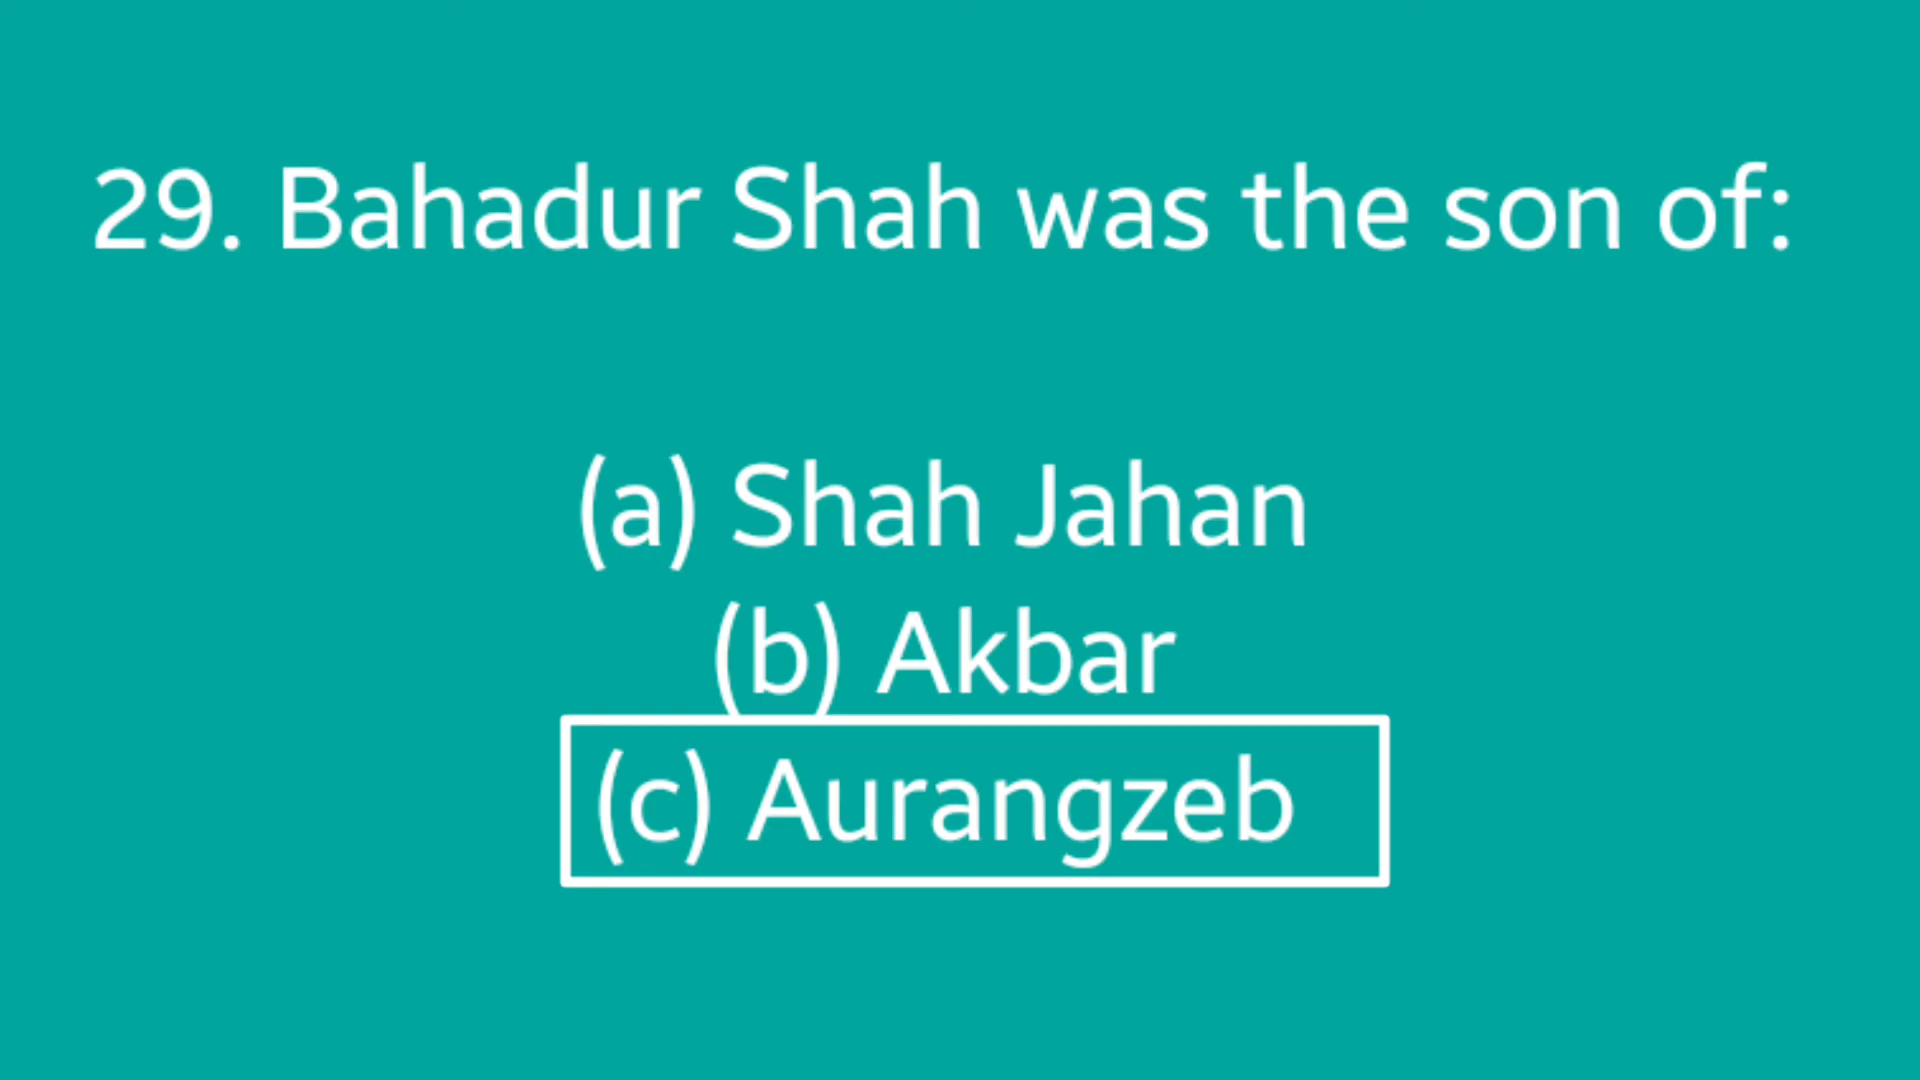 29. Bahadur Shah was the son of:
(a) Shah Jahan
(b) Akbar
(c) Aurangzeb